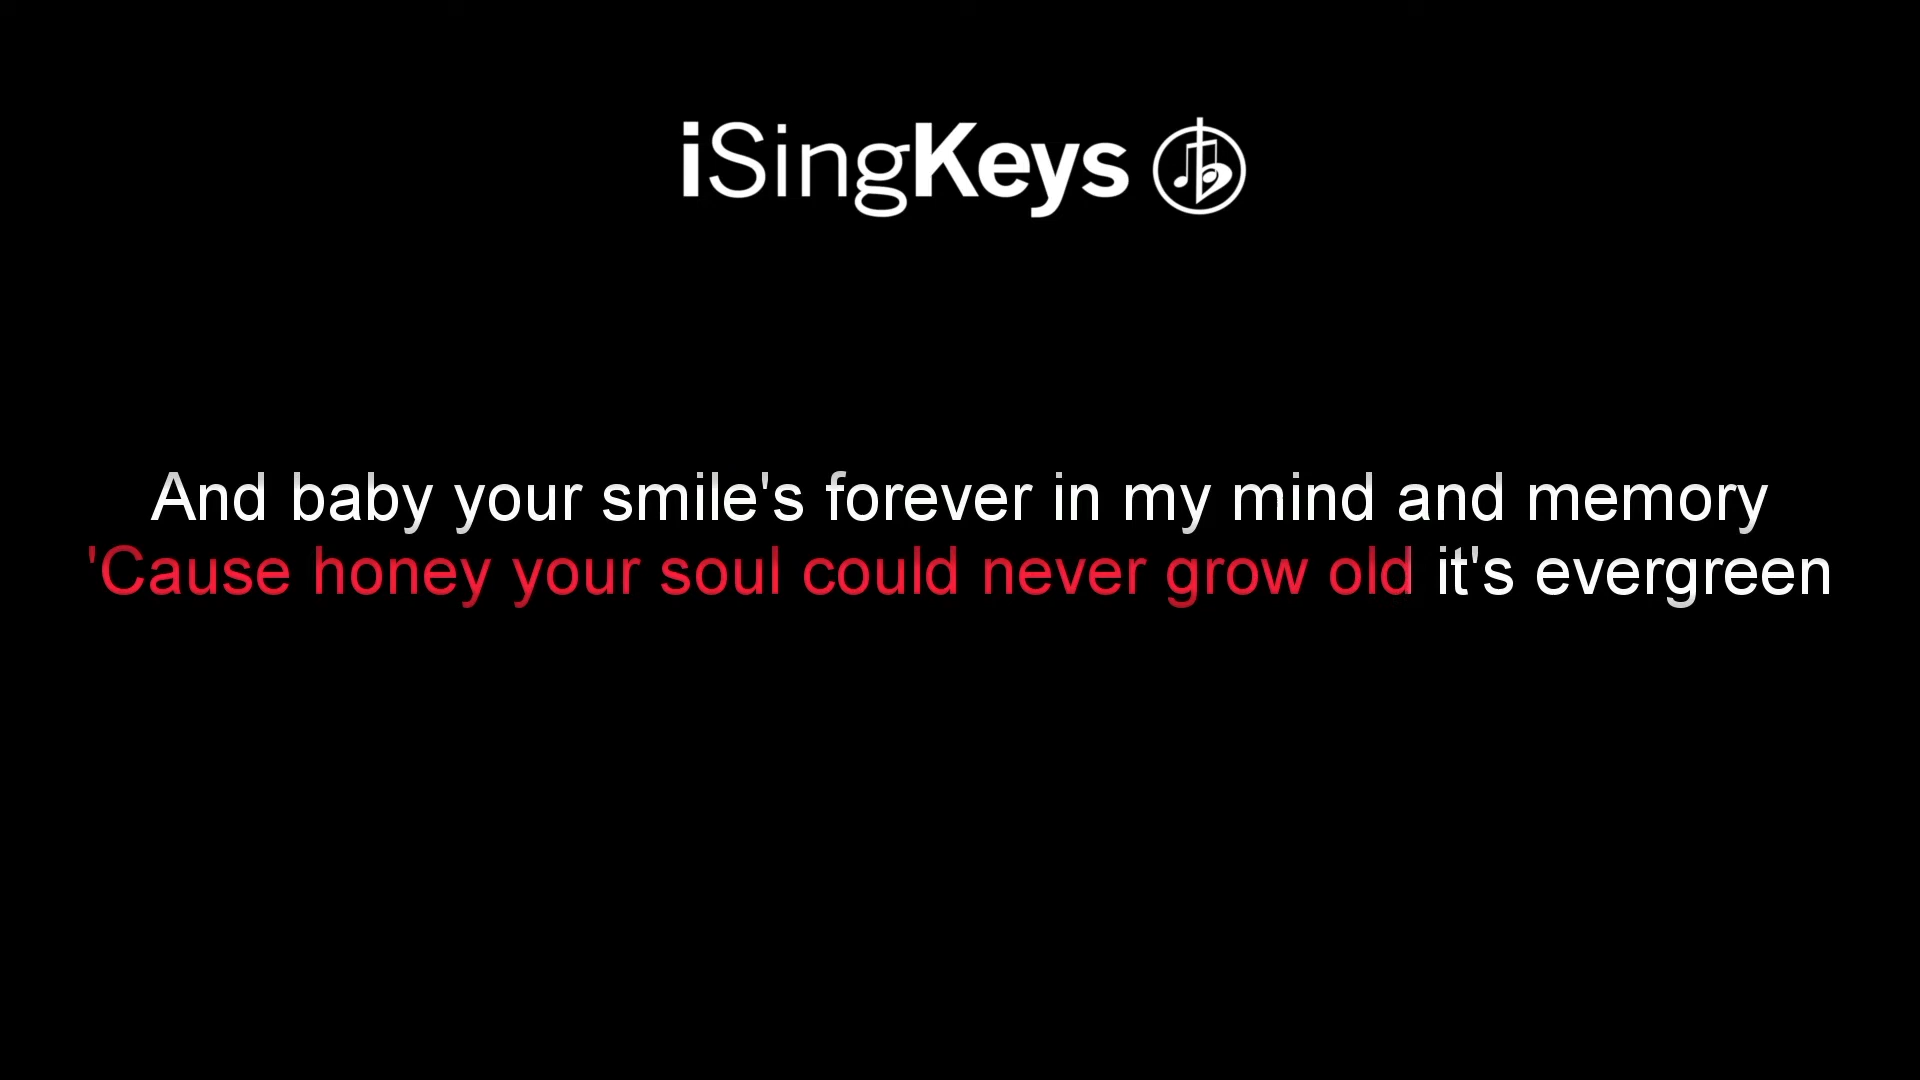 iSingKeys
And baby your smile's forever in my mind and memory
'Cause honey your soul could never grow old it's evergreen